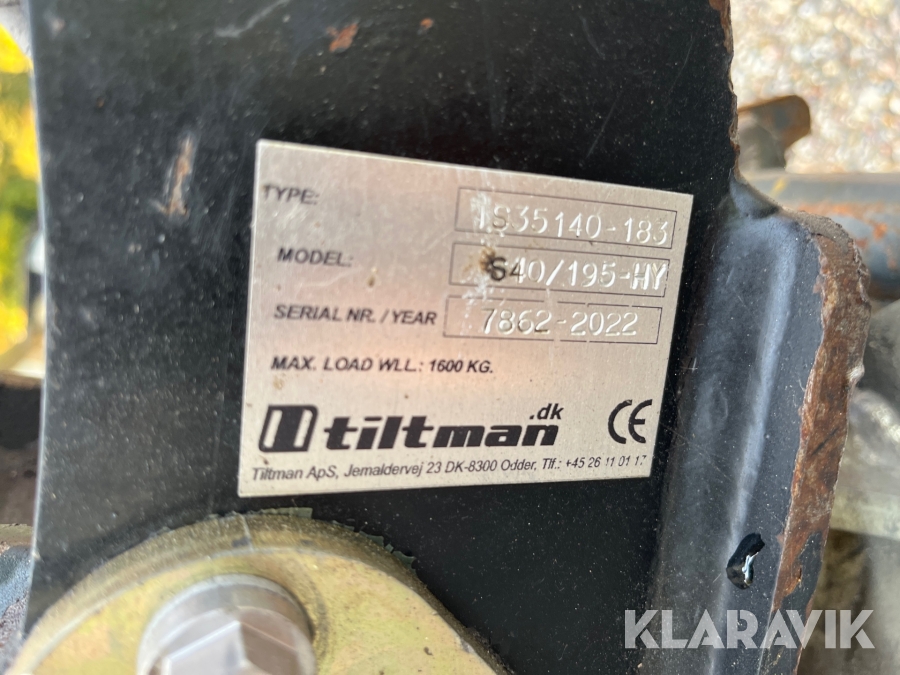 TYPE: TS35140-183
MODEL: S40/195-HY
SERIAL NR. / YEAR 7862-2022
MAX. LOAD WLL.: 1600 KG.
tiltman.dk CE
Tiltman ApS, Jernaldervej 23 DK-8300 Odder, Tlf.: +45 26 11 01 17
KLARAVIK